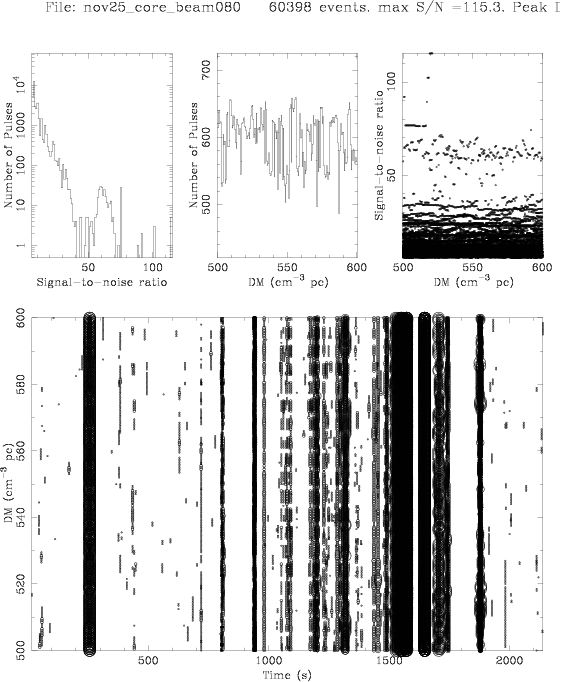 File: nov25_core_beam080 60398 events. max S/N =115.3. Peak
Number of Pulses
1 10 100 1000 10^4
50 100
Signal-to-noise ratio
Number of Pulses
500 600 700
500 550 600
DM (cm^-3 pc)
Signal-to-noise ratio
50 100
500 550 600
DM (cm^-3 pc)
DM (cm^-3 pc)
500 520 540 560 580 600
500 1000 1500 2000
Time (s)